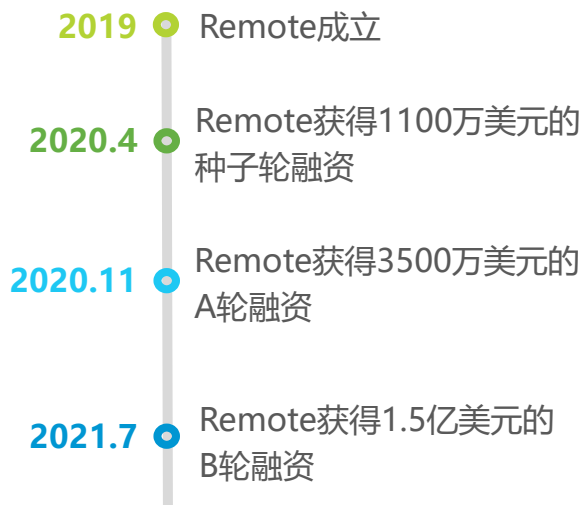 2019 Remote成立
2020.4 Remote获得1100万美元的
种子轮融资
2020.11 Remote获得3500万美元的
A轮融资
2021.7 Remote获得1.5亿美元的
B轮融资